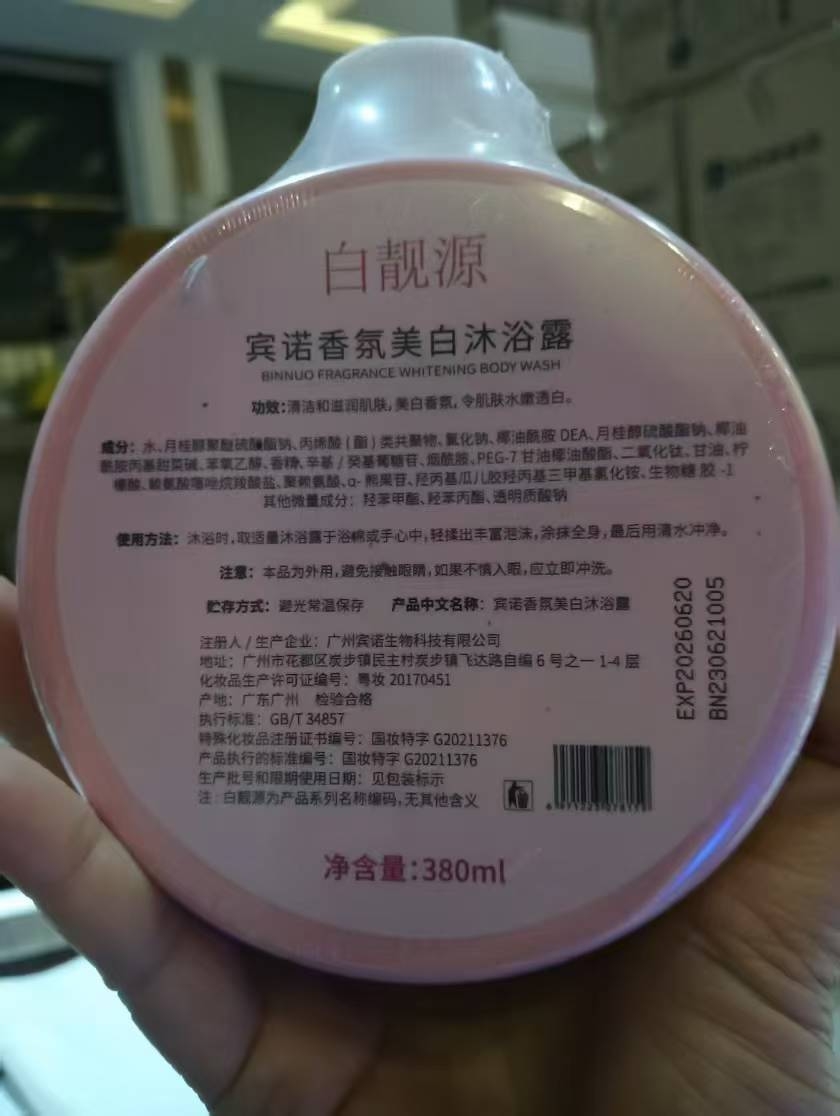 白靓源
宾诺香氛美白沐浴露
BINNUO FRAGRANCE WHITENING BODY WASH
功效:清洁和滋润肌肤,美白香氛,令肌肤水嫩透白。
成分:水、月桂醇聚醚硫酸酯钠、丙烯酸(酯)类共聚物、氯化钠、椰油酰胺 DEA、月桂醇硫酸酯钠、椰油
酰胺丙基甜菜碱、苯氧乙醇、香精、辛基/癸基葡糖苷、烟酰胺、PEG-7 甘油椰油酸酯、二氧化钛、甘油、柠
檬酸、赖氨酸噻唑烷羧酸盐、聚赖氨酸、α-熊果苷、羟丙基瓜儿胶羟丙基三甲基氯化铵、生物糖胶-1
其他微量成分:羟苯甲酯、羟苯丙酯、透明质酸钠
使用方法:沐浴时,取适量沐浴露于浴棉或手心中,轻揉出丰富泡沫,涂抹全身,最后用清水冲净。
注意:本品为外用,避免接触眼睛,如果不慎入眼,应立即冲洗。
贮存方式:避光常温保存 产品中文名称:宾诺香氛美白沐浴露
注册人/生产企业:广州宾诺生物科技有限公司
地址:广州市花都区炭步镇民主村炭步镇飞达路自编 6 号之一 1-4 层
化妆品生产许可证编号:粤妆 20170451
产地:广东广州 检验合格
执行标准:GB/T 34857
特殊化妆品注册证书编号:国妆特字 G20211376
产品执行的标准编号:国妆特字 G20211376
生产批号和限期使用日期:见包装标示
注:白靓源为产品系列名称编码,无其他含义
净含量:380ml
EXP20260620
BN230621005